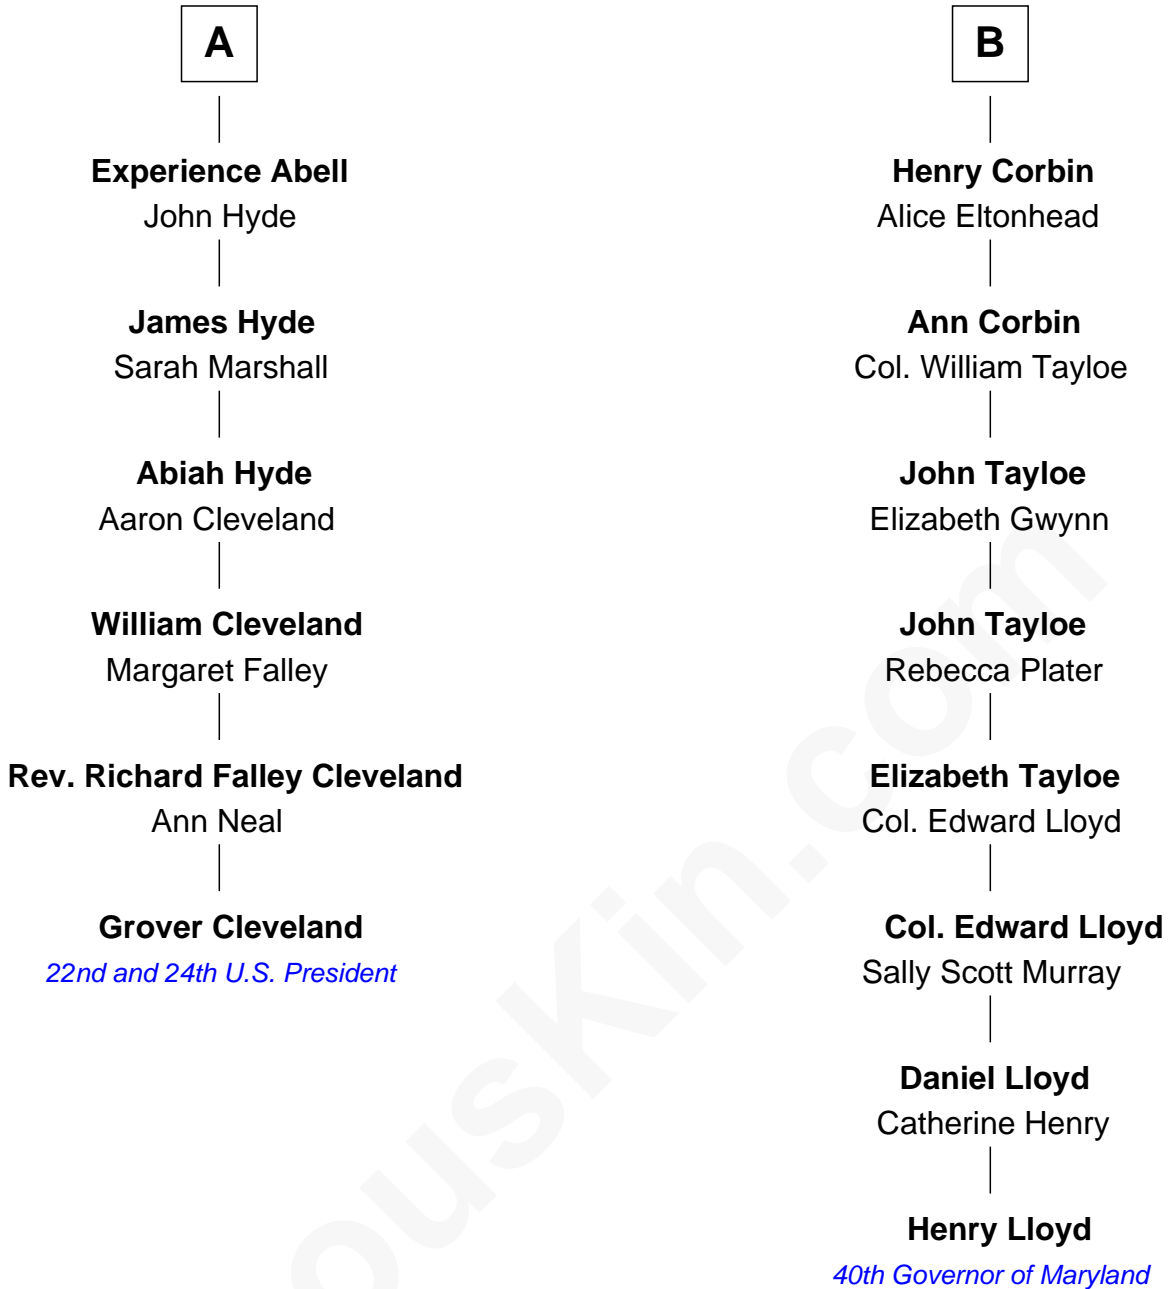 A
Experience Abell
John Hyde
James Hyde
Sarah Marshall
Abiah Hyde
Aaron Cleveland
William Cleveland
Margaret Falley
Rev. Richard Falley Cleveland
Ann Neal
Grover Cleveland
22nd and 24th U.S. President
B
Henry Corbin
Alice Eltonhead
Ann Corbin
Col. William Tayloe
John Tayloe
Elizabeth Gwynn
John Tayloe
Rebecca Plater
Elizabeth Tayloe
Col. Edward Lloyd
Col. Edward Lloyd
Sally Scott Murray
Daniel Lloyd
Catherine Henry
Henry Lloyd
40th Governor of Maryland
ousKin.com